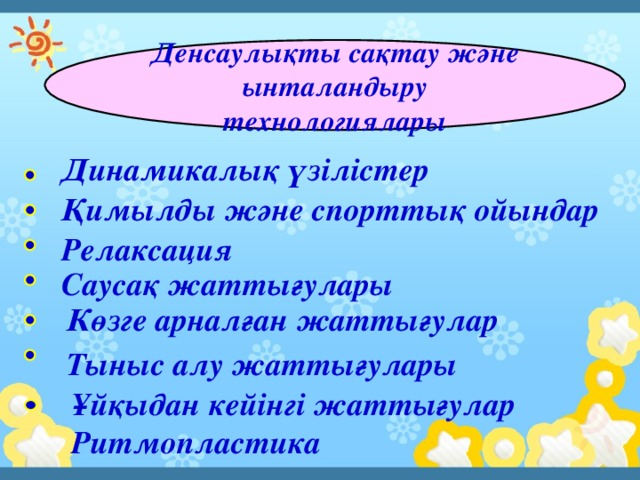 Денсаулықты сақтау және
ынталандыру
технологиялары
Динамикалық үзілістер
Қимылды және спорттық ойындар
Релаксация
Саусақ жаттығулары
Көзге арналған жаттығулар
Тыныс алу жаттығулары
Ұйқыдан кейінгі жаттығулар
Ритмопластика